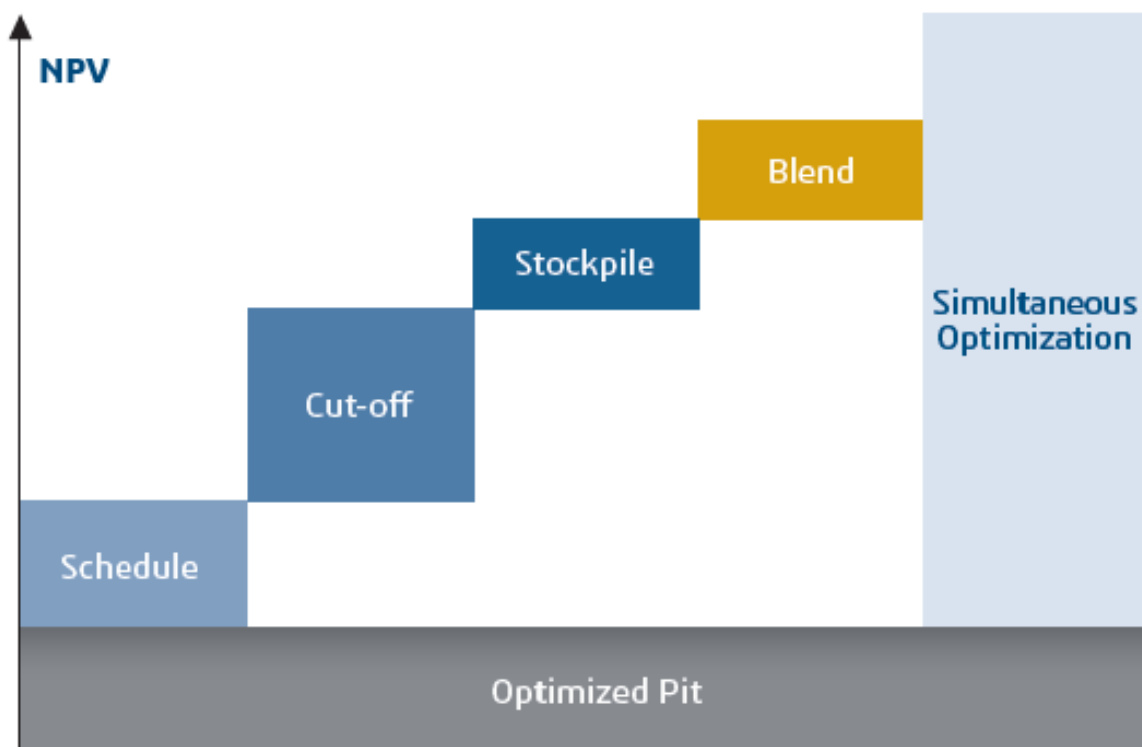 NPV
Blend
Stockpile
Simultaneous
Optimization
Cut-off
Schedule
Optimized Pit